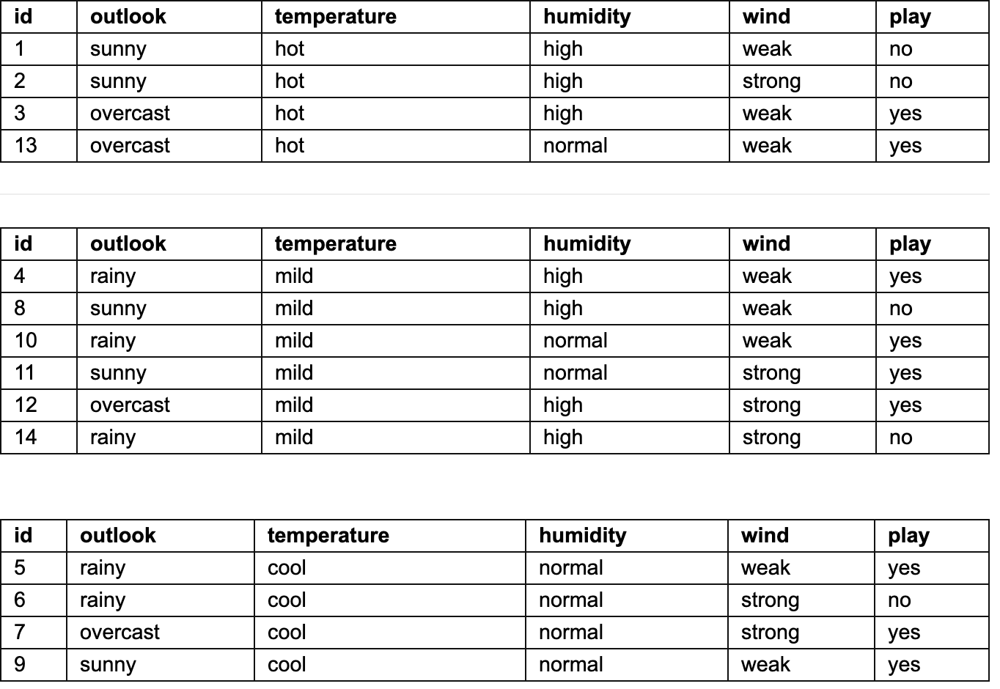 id outlook temperature humidity wind play
1 sunny hot high weak no
2 sunny hot high strong no
3 overcast hot high weak yes
13 overcast hot normal weak yes
id outlook temperature humidity wind play
4 rainy mild high weak yes
8 sunny mild high weak no
10 rainy mild normal weak yes
11 sunny mild normal strong yes
12 overcast mild high strong yes
14 rainy mild high strong no
id outlook temperature humidity wind play
5 rainy cool normal weak yes
6 rainy cool normal strong no
7 overcast cool normal strong yes
9 sunny cool normal weak yes